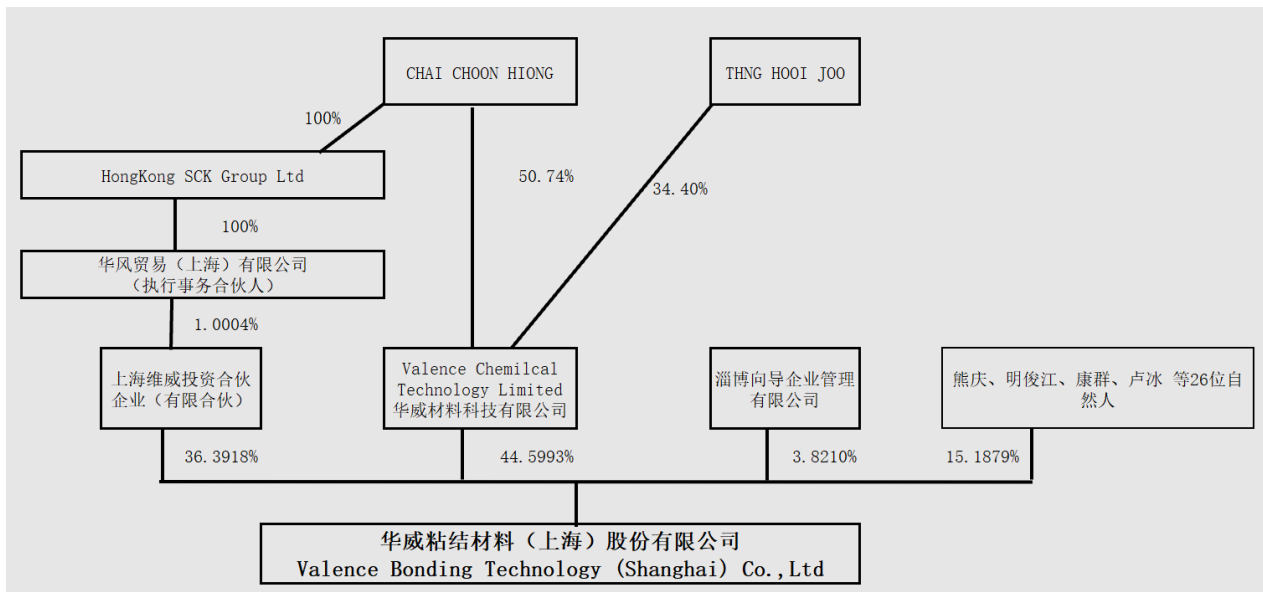 CHAI CHOON HIONG
THNG HOOI JOO
100%
HongKong SCK Group Ltd
50.74%
34.40%
100%
华风贸易（上海）有限公司
（执行事务合伙人）
1.0004%
上海维威投资合伙
企业（有限合伙）
Valence Chemilcal
Technology Limited
华威材料科技有限公司
淄博向导企业管理
有限公司
熊庆、明俊江、康群、卢冰 等26位自
然人
36.3918%
44.5993%
3.8210%
15.1879%
华威粘结材料（上海）股份有限公司
Valence Bonding Technology (Shanghai) Co.,Ltd